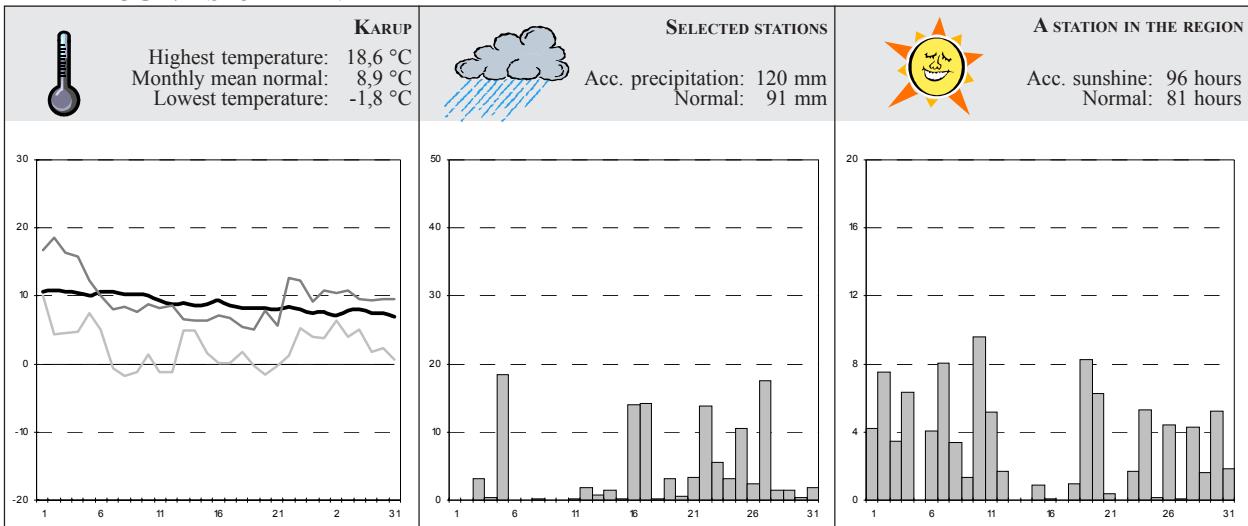 KARUP
Highest temperature: 18,6 °C
Monthly mean normal: 8,9 °C
Lowest temperature: -1,8 °C
SELECTED STATIONS
Acc. precipitation: 120 mm
Normal: 91 mm
A STATION IN THE REGION
Acc. sunshine: 96 hours
Normal: 81 hours
30
20
10
0
-10
-20
1 6 11 16 21 2 31
50
40
30
20
10
0
1 6 11 16 21 26 31
20
16
12
8
4
0
1 6 11 16 21 26 31